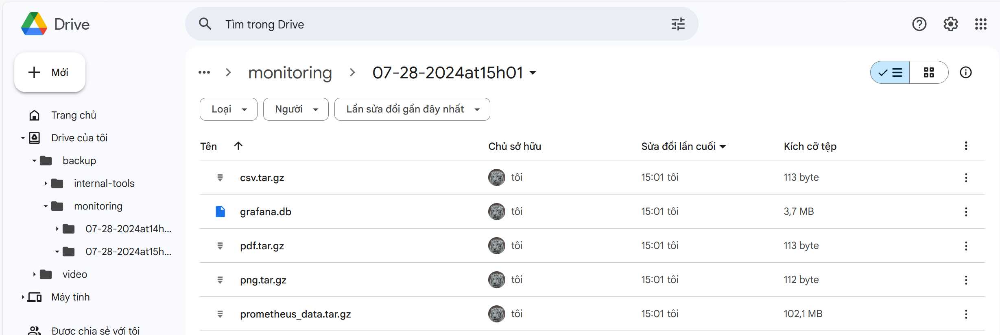 Drive
Tìm trong Drive
Mới
Trang chủ
Drive của tôi
backup
internal-tools
monitoring
07-28-2024at14h...
07-28-2024at15h...
video
Máy tính
Được chia sẻ với tôi
... > monitoring > 07-28-2024at15h01
Loại Người Lần sửa đổi gần đây nhất
Tên Chủ sở hữu Sửa đổi lần cuối Kích cỡ tệp
csv.tar.gz tôi 15:01 tôi 113 byte
grafana.db tôi 15:01 tôi 3,7 MB
pdf.tar.gz tôi 15:01 tôi 113 byte
png.tar.gz tôi 15:01 tôi 112 byte
prometheus_data.tar.gz tôi 15:01 tôi 102,1 MB